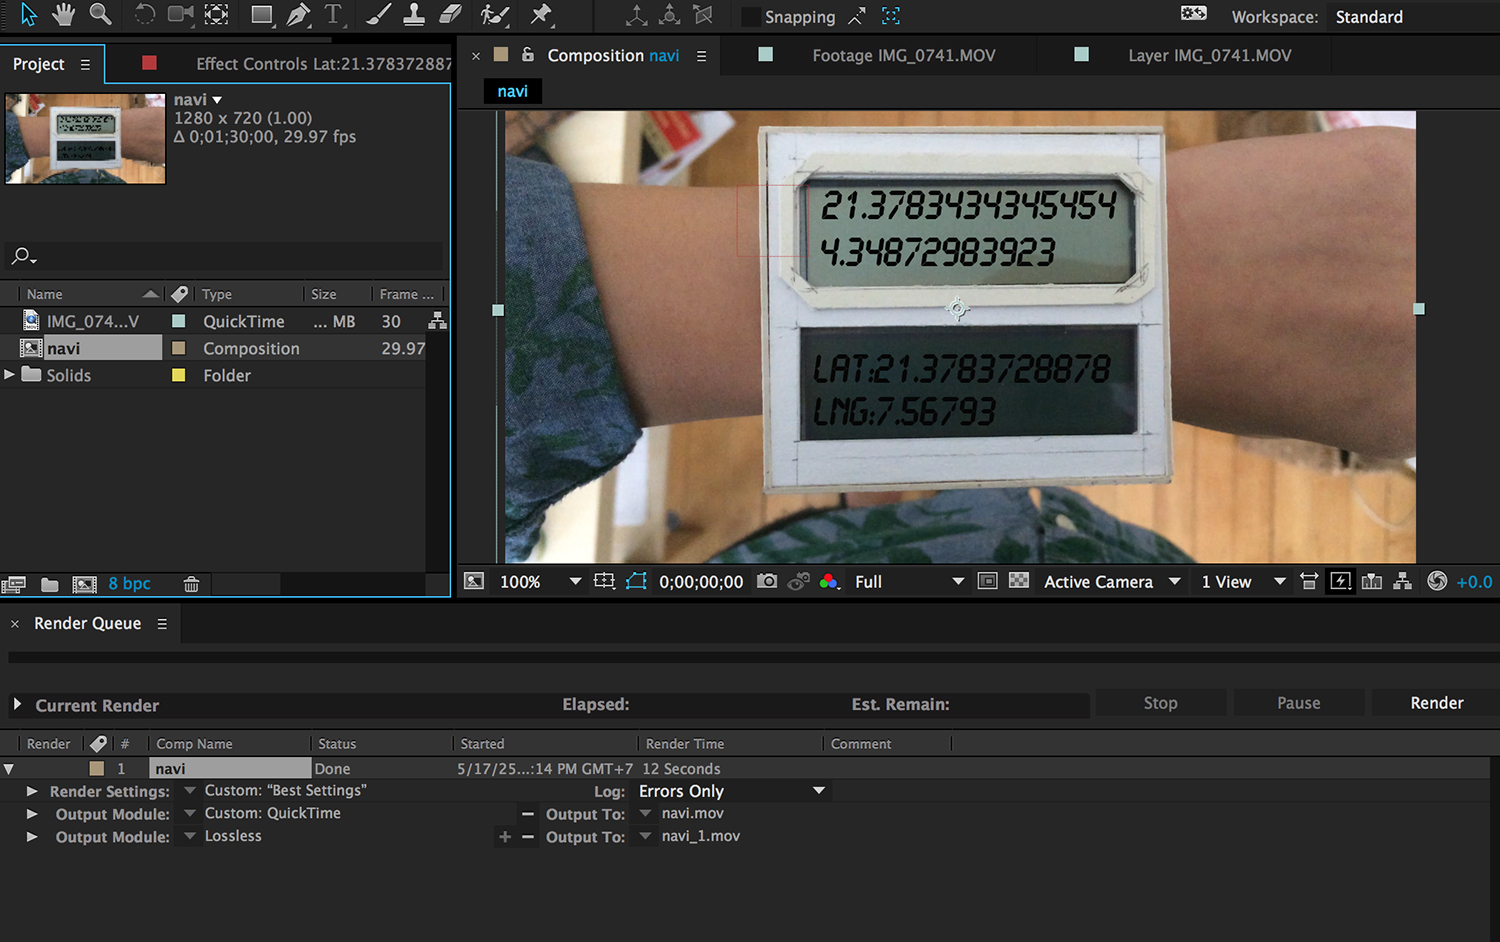 Snapping
Workspace: Standard
Project
Effect Controls Lat:21.378372887
Composition navi
Footage IMG_0741.MOV
Layer IMG_0741.MOV
navi
navi
1280 x 720 (1.00)
Δ 0;01;30;00, 29.97 fps
21.3783434345454
4.34872983923
LAT:21.3783728878
LNG:7.56793
Name Type Size Frame ...
IMG_074...V QuickTime ... MB 30
navi Composition 29.97
Solids Folder
8 bpc
100% 0;00;00;00 Full Active Camera 1 View +0.0
Render Queue
Current Render Elapsed: Est. Remain: Stop Pause Render
Render # Comp Name Status Started Render Time Comment
1 navi Done 5/17/25...:14 PM GMT+7 12 Seconds
Render Settings: Custom: “Best Settings” Log: Errors Only
Output Module: Custom: QuickTime Output To: navi.mov
Output Module: Lossless + Output To: navi_1.mov